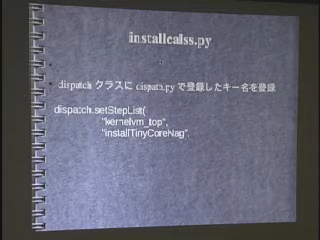 installcalss.py
dispatch クラスに dispath.py で登録したキー名を登録
dispatch.setStepList(
"kernelvm_top",
"installTinyCoreNag",